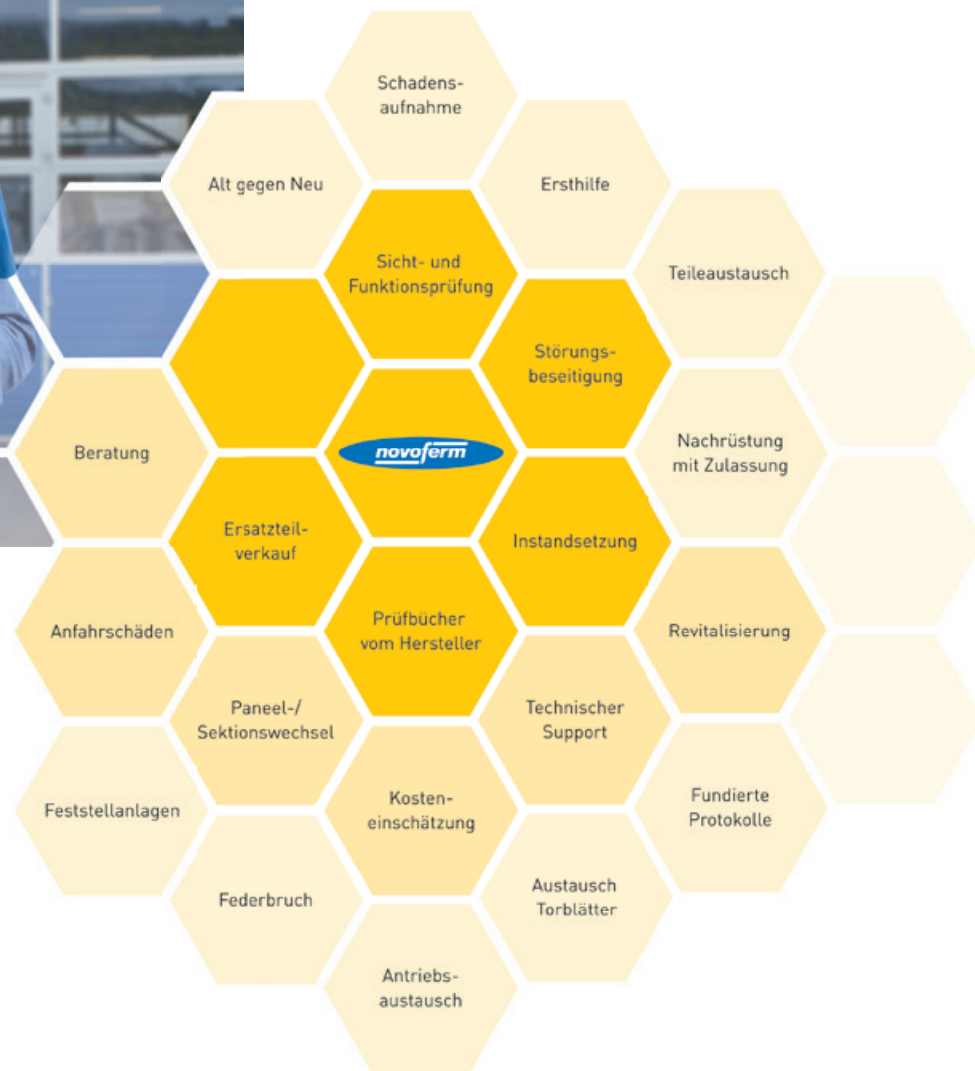 Schadens-
aufnahme
Alt gegen Neu
Ersthilfe
Sicht- und
Funktionsprüfung
Teileaustausch
Störungs-
beseitigung
Beratung
novoferm
Nachrüstung
mit Zulassung
Ersatzteil-
verkauf
Instandsetzung
Anfahrschäden
Prüfbücher
vom Hersteller
Revitalisierung
Paneel-/
Sektionswechsel
Technischer
Support
Feststellanlagen
Kosten-
einschätzung
Fundierte
Protokolle
Federbruch
Austausch
Torblätter
Antriebs-
austausch